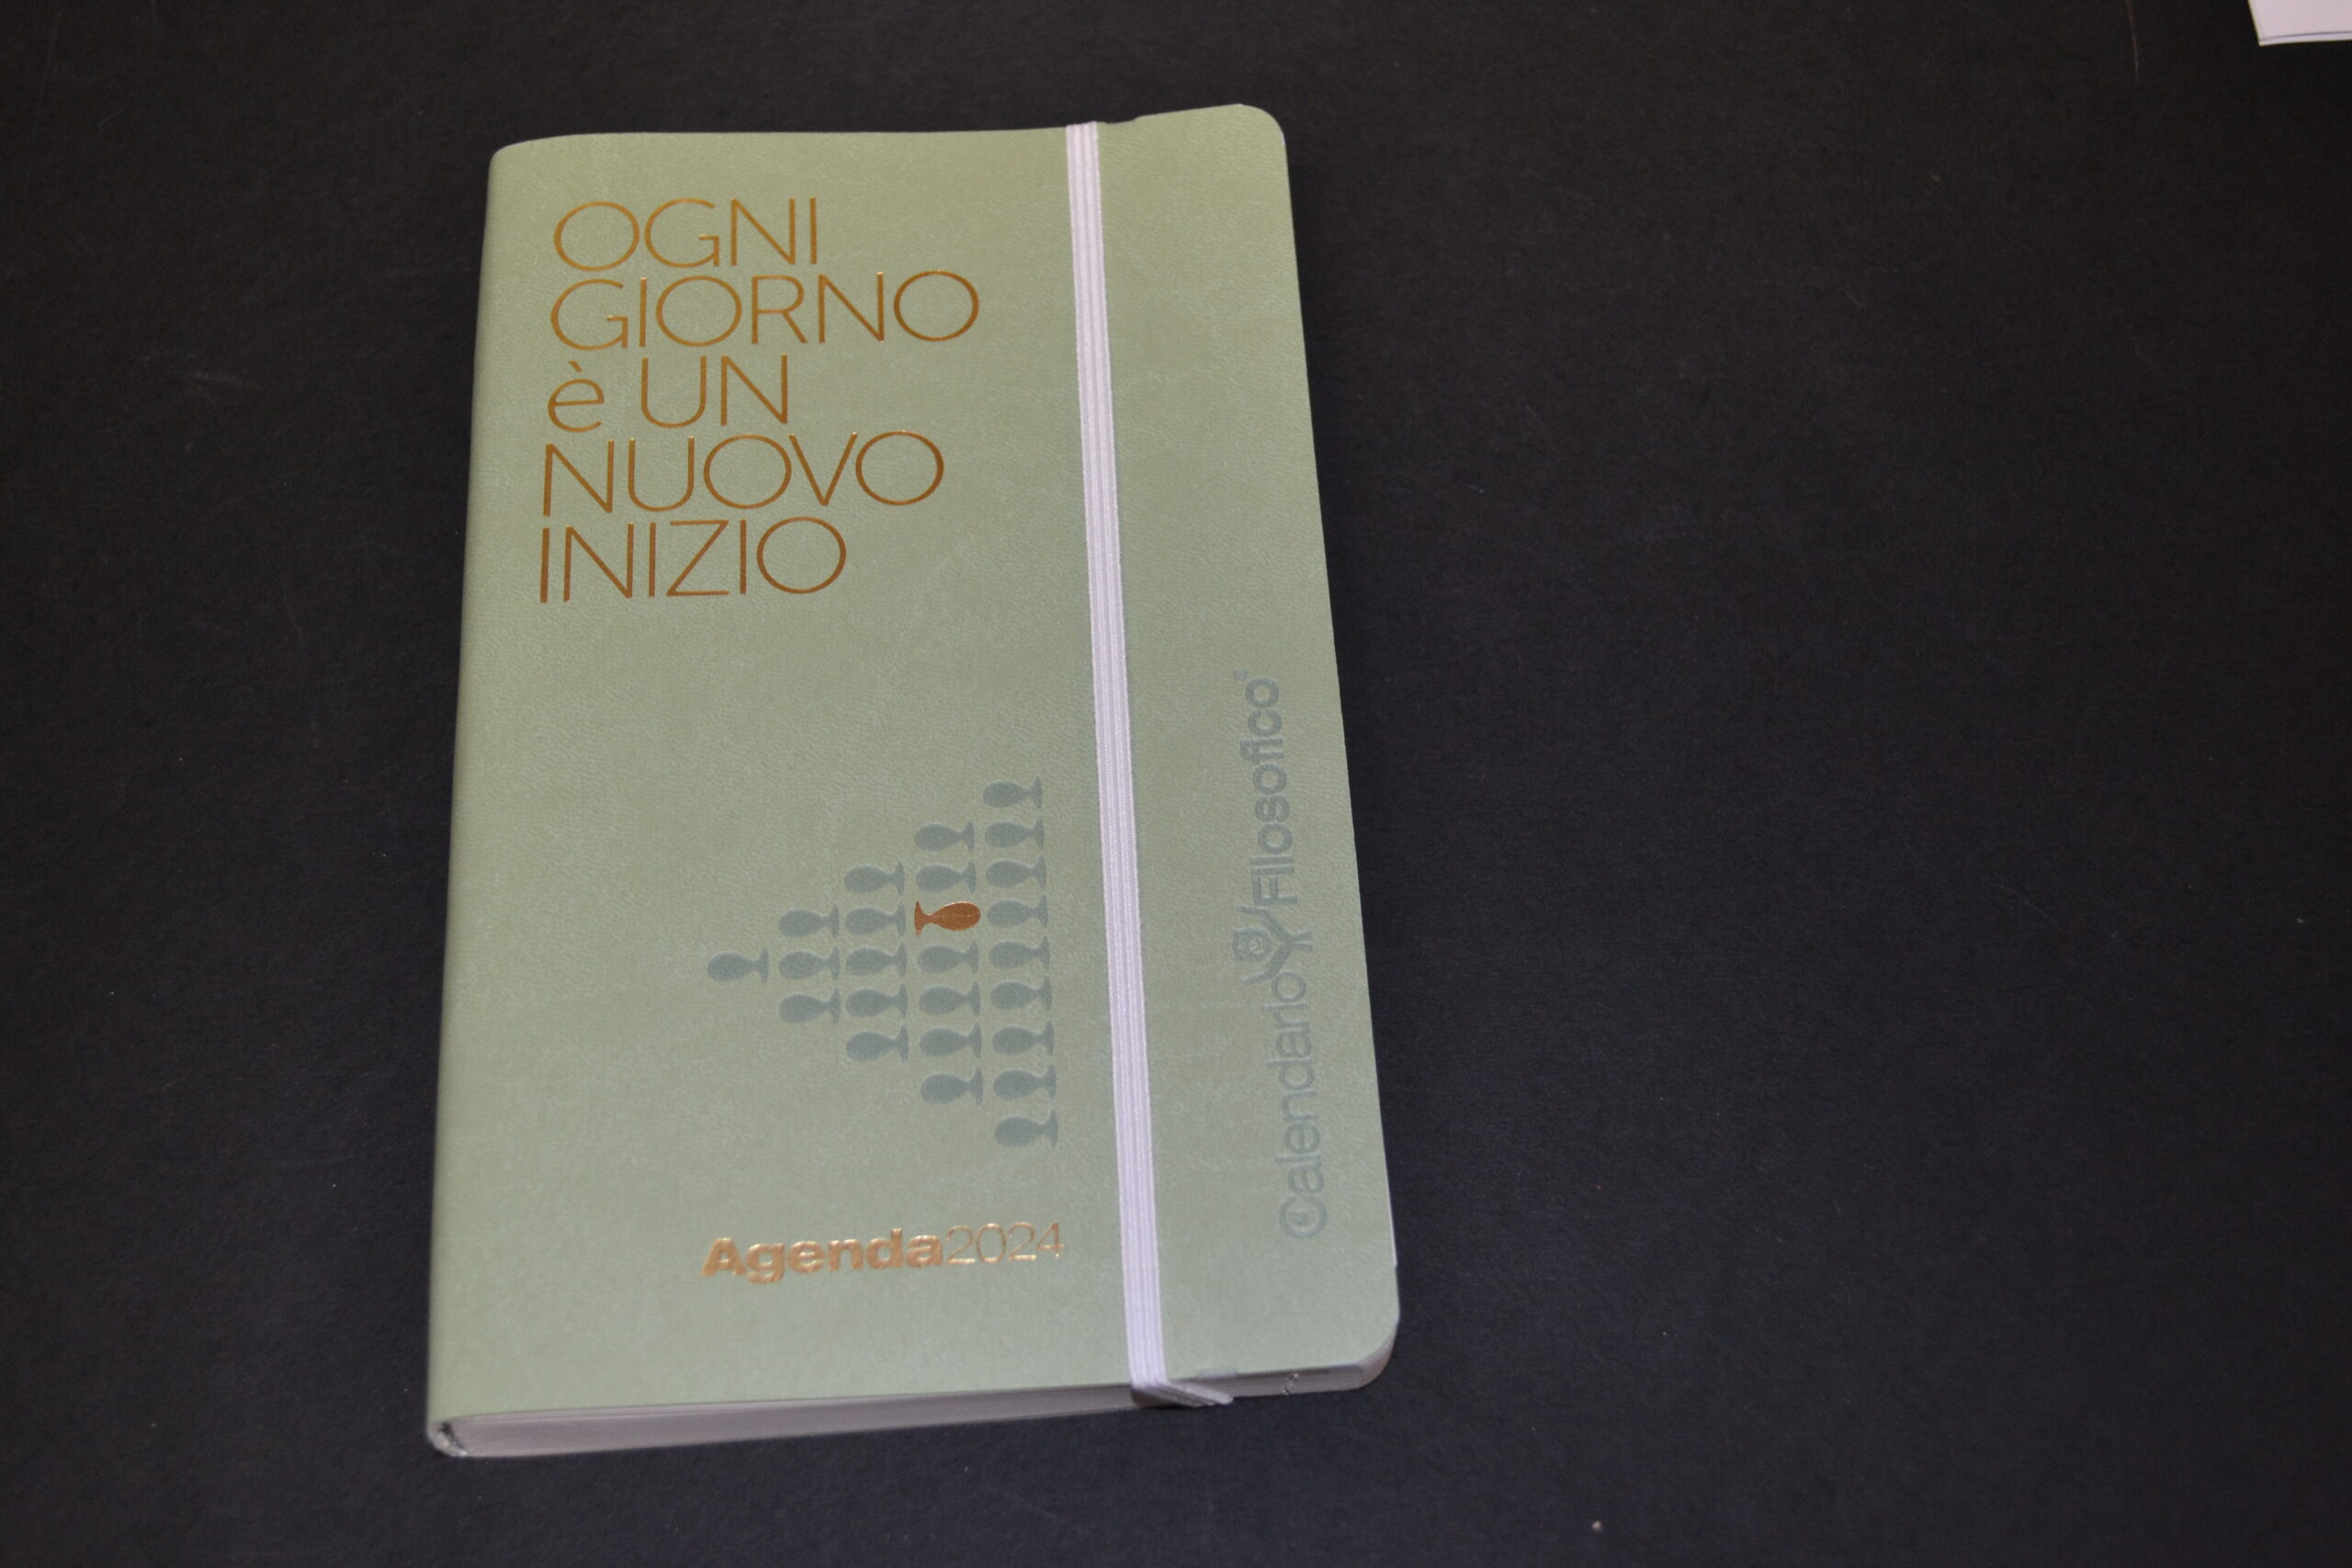 OGNI
GIORNO
è UN
NUOVO
INIZIO
Agenda2024
Calendario Filosofico®